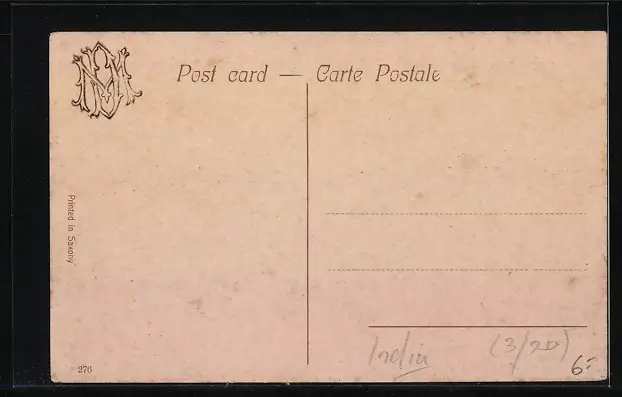 Post card — Carte Postale
Printed in Saxony
India (3/20)
6:
276